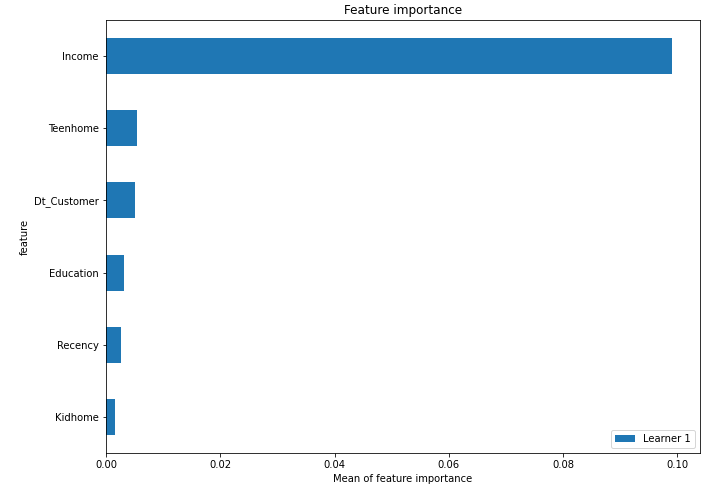 Feature importance
Income
Teenhome
Dt_Customer
Education
Recency
Kidhome
feature
Learner 1
0.00 0.02 0.04 0.06 0.08 0.10
Mean of feature importance